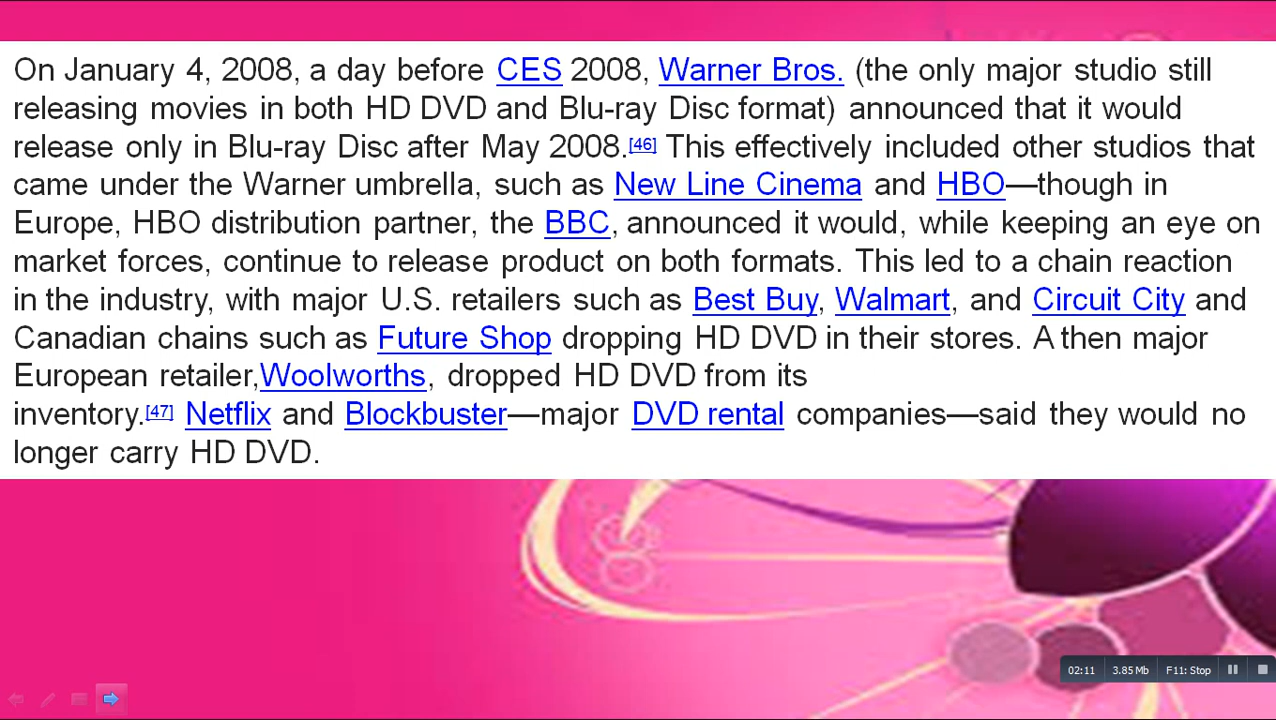 On January 4, 2008, a day before CES 2008, Warner Bros. (the only major studio still
releasing movies in both HD DVD and Blu-ray Disc format) announced that it would
release only in Blu-ray Disc after May 2008.[46] This effectively included other studios that
came under the Warner umbrella, such as New Line Cinema and HBO—though in
Europe, HBO distribution partner, the BBC, announced it would, while keeping an eye on
market forces, continue to release product on both formats. This led to a chain reaction
in the industry, with major U.S. retailers such as Best Buy, Walmart, and Circuit City and
Canadian chains such as Future Shop dropping HD DVD in their stores. A then major
European retailer,Woolworths, dropped HD DVD from its
inventory.[47] Netflix and Blockbuster—major DVD rental companies—said they would no
longer carry HD DVD.
02:11 3.85 Mb F11: Stop